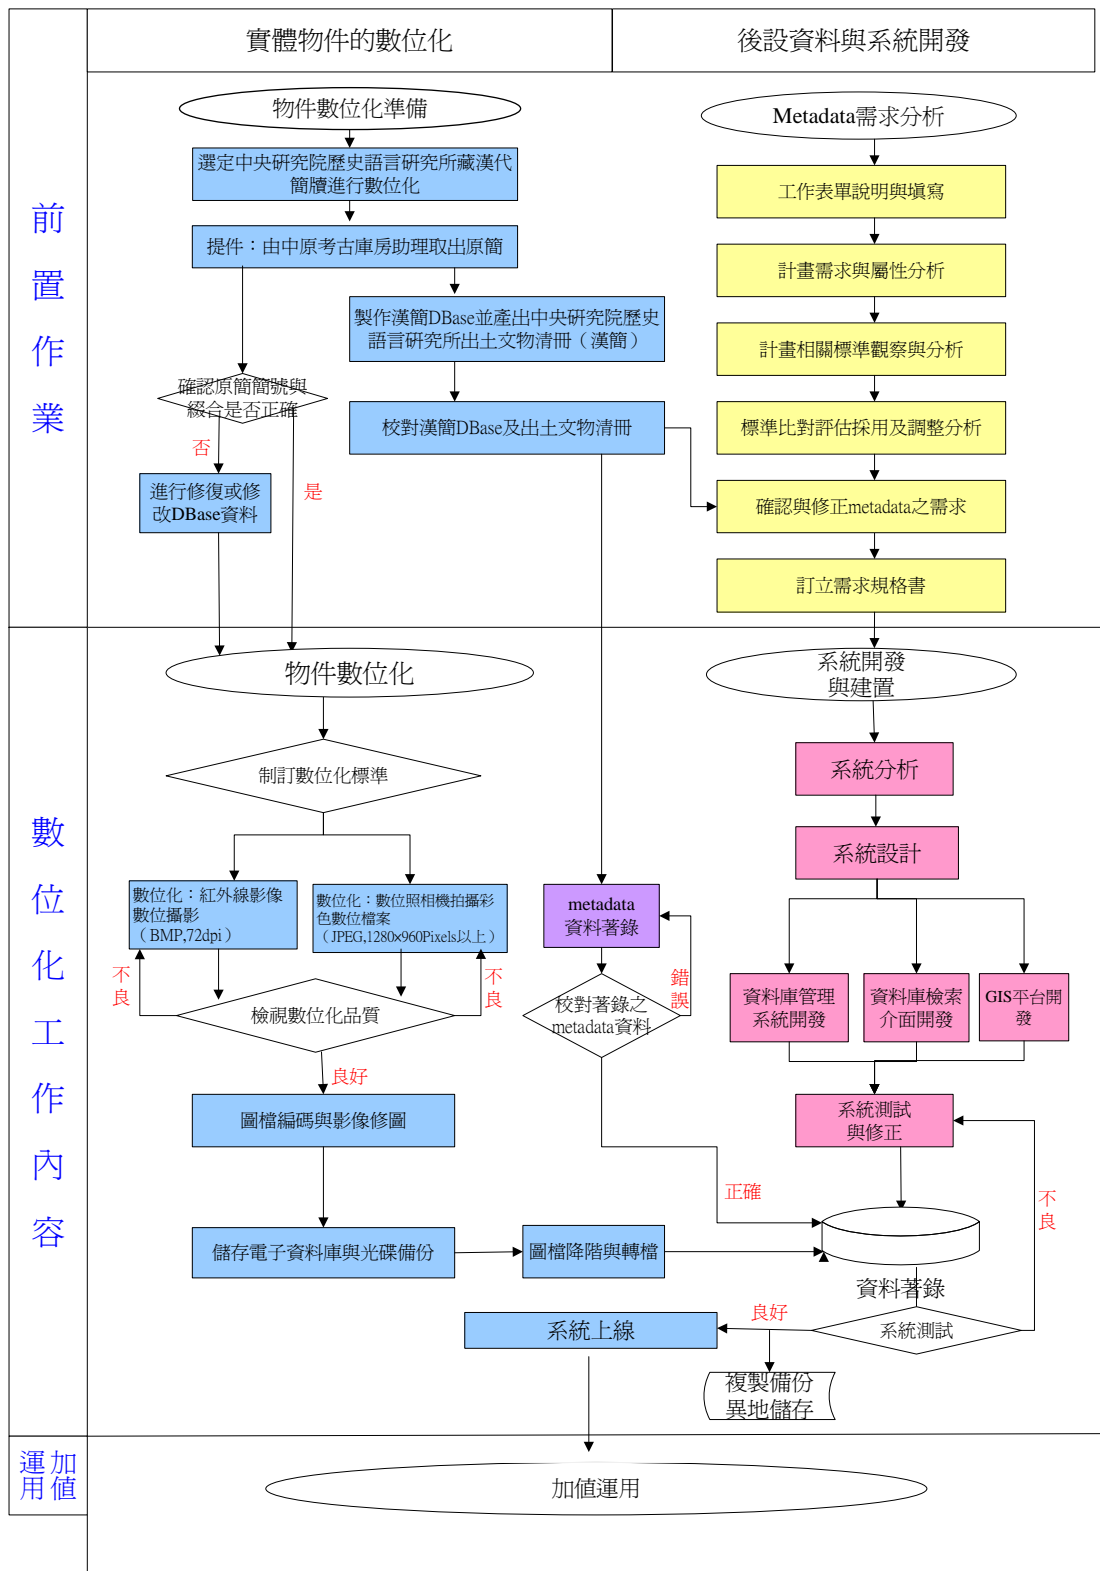 實體物件的數位化
後設資料與系統開發
前置作業
物件數位化準備
選定中央研究院歷史語言研究所藏漢代
簡牘進行數位化
提件：由中原考古庫房助理取出原簡
製作漢簡DBase並產出中央研究院歷史
語言研究所出土文物清冊（漢簡）
確認原簡簡號與
綴合是否正確
校對漢簡DBase及出土文物清冊
否
是
進行修復或修
改DBase資料
Metadata需求分析
工作表單說明與填寫
計畫需求與屬性分析
計畫相關標準觀察與分析
標準比對評估採用及調整分析
確認與修正metadata之需求
訂立需求規格書
數位化工作內容
物件數位化
制訂數位化標準
數位化：紅外線影像
數位攝影
（BMP,72dpi）
數位化：數位照相機拍攝彩
色數位檔案
（JPEG,1280×960Pixels以上）
不良
不良
檢視數位化品質
良好
圖檔編碼與影像修圖
儲存電子資料庫與光碟備份
圖檔降階與轉檔
metadata
資料著錄
錯誤
校對著錄之
metadata資料
正確
系統開發
與建置
系統分析
系統設計
資料庫管理
系統開發
資料庫檢索
介面開發
GIS平台開
發
系統測試
與修正
不良
資料著錄
系統測試
良好
系統上線
複製備份
異地儲存
加值
運用
加值運用